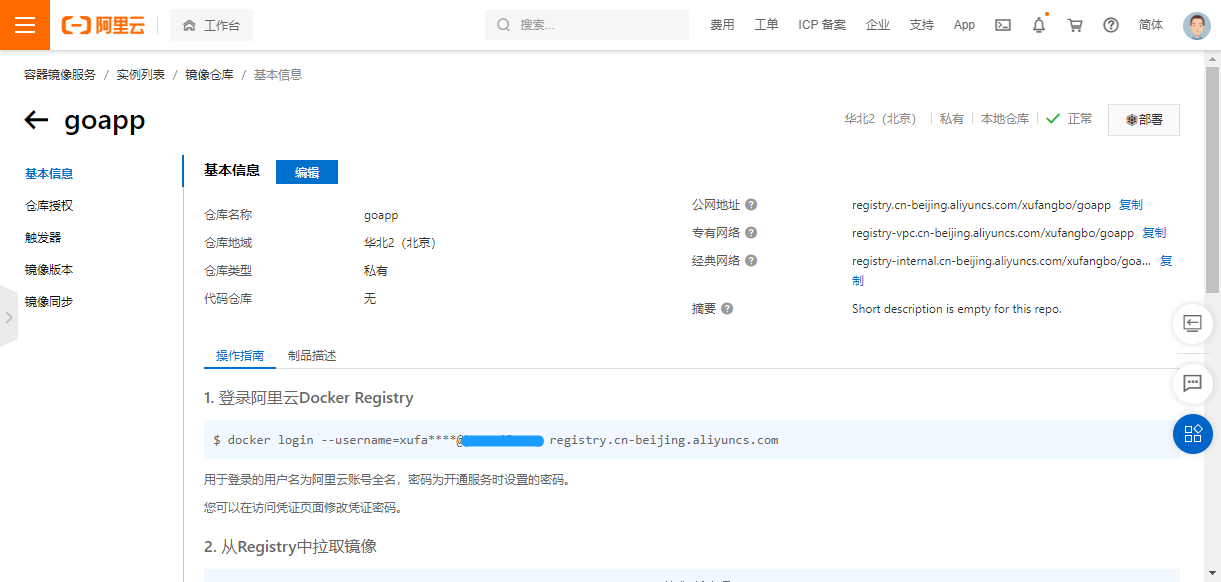 阿里云 工作台 搜索... 费用 工单 ICP 备案 企业 支持 App 简体
容器镜像服务 / 实例列表 / 镜像仓库 / 基本信息
goapp 华北2（北京） 私有 本地仓库 正常 部署
基本信息
仓库授权
触发器
镜像版本
镜像同步
基本信息 编辑
仓库名称 goapp
仓库地域 华北2（北京）
仓库类型 私有
代码仓库 无
公网地址 registry.cn-beijing.aliyuncs.com/xufangbo/goapp 复制
专有网络 registry-vpc.cn-beijing.aliyuncs.com/xufangbo/goapp 复制
经典网络 registry-internal.cn-beijing.aliyuncs.com/xufangbo/goa... 复
制
摘要 Short description is empty for this repo.
操作指南 制品描述
1. 登录阿里云Docker Registry
$ docker login --username=xufa****@ registry.cn-beijing.aliyuncs.com
用于登录的用户名为阿里云账号全名，密码为开通服务时设置的密码。
您可以在访问凭证页面修改凭证密码。
2. 从Registry中拉取镜像